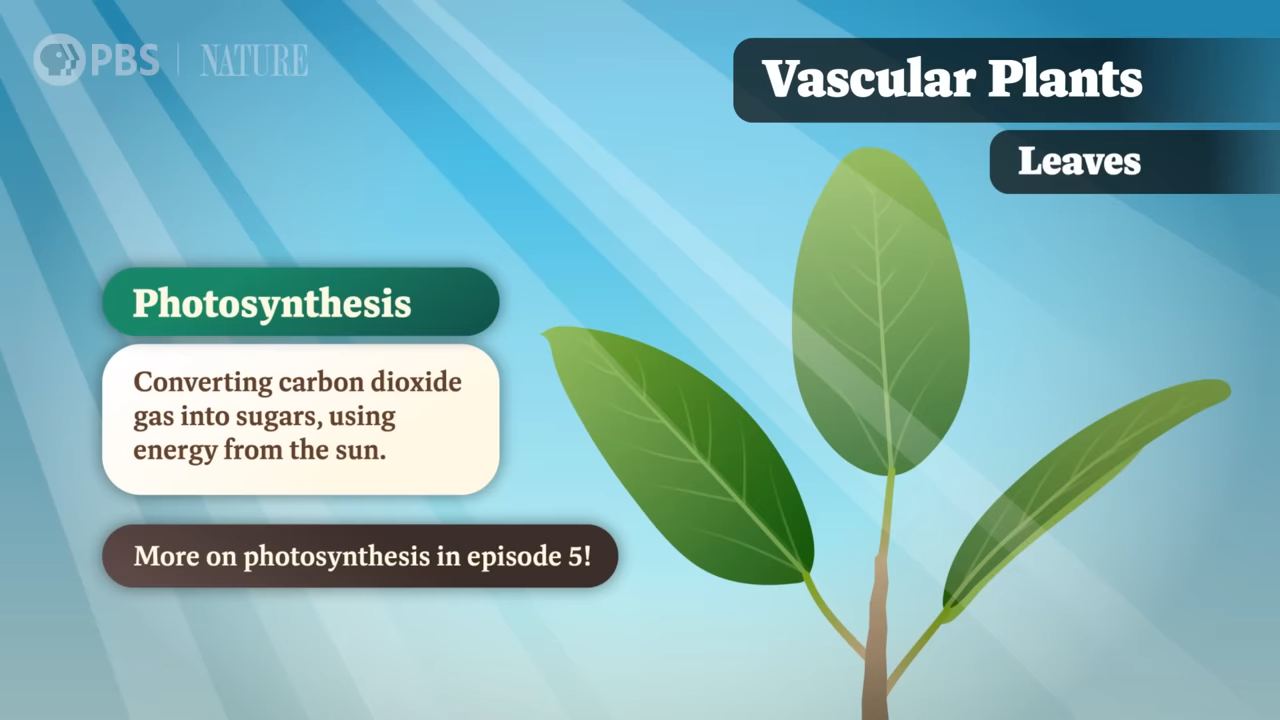 PBS | NATURE
Vascular Plants
Leaves
Photosynthesis
Converting carbon dioxide
gas into sugars, using
energy from the sun.
More on photosynthesis in episode 5!